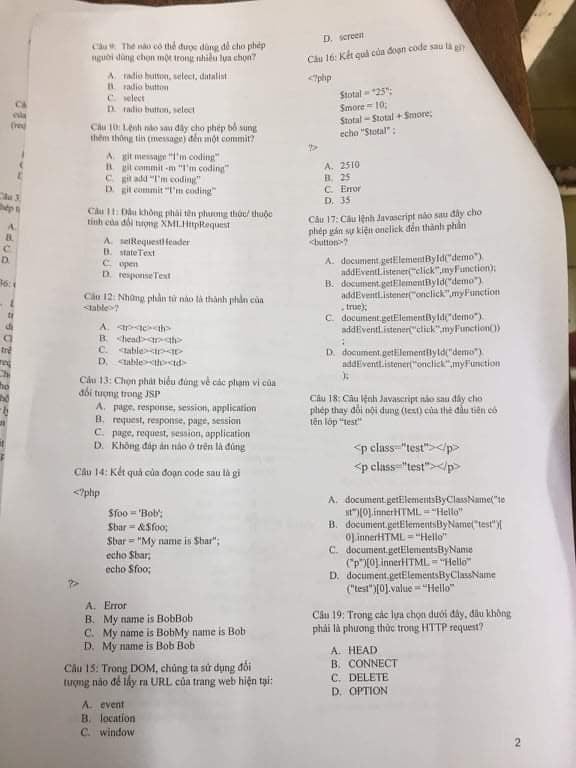 Câu 9: Thẻ nào có thể được dùng để cho phép
người dùng chọn một trong nhiều lựa chọn?
A. radio button, select, datalist
B. radio button
C. select
D. radio button, select
Câu 10: Lệnh nào sau đây cho phép bổ sung
thêm thông tin (message) đến một commit?
A. git message “I’m coding”
B. git commit -m “I’m coding”
C. git add “I’m coding”
D. git commit “I’m coding”
Câu 11: Đâu không phải tên phương thức/ thuộc
tính của đối tượng XMLHttpRequest
A. setRequestHeader
B. stateText
C. open
D. responseText
Câu 12: Những phần tử nào là thành phần của
<table>?
A. <tr><tc><th>
B. <head><tr><th>
C. <table><tr><tt>
D. <table><th><td>
Câu 13: Chọn phát biểu đúng về các phạm vi của
đối tượng trong JSP
A. page, response, session, application
B. request, response, page, session
C. page, request, session, application
D. Không đáp án nào ở trên là đúng
Câu 14: Kết quả của đoạn code sau là gì
<?php
$foo = 'Bob';
$bar = &$foo;
$bar = "My name is $bar";
echo $bar;
echo $foo;
?>
A. Error
B. My name is BobBob
C. My name is BobMy name is Bob
D. My name is Bob Bob
Câu 15: Trong DOM, chúng ta sử dụng đối
tượng nào để lấy ra URL của trang web hiện tại:
A. event
B. location
C. window
D. screen
Câu 16: Kết quả của đoạn code sau là gì?
<?php
$total = "25";
$more = 10;
$total = $total + $more;
echo "$total" ;
?>
A. 2510
B. 25
C. Error
D. 35
Câu 17: Câu lệnh Javascript nào sau đây cho
phép gán sự kiện onclick đến thành phần
<button>?
A. document.getElementById("demo").
addEventListener("click",myFunction);
B. document.getElementById("demo").
addEventListener("onclick",myFunction
, true);
C. document.getElementById("demo").
addEventListener("click",myFunction())
;
D. document.getElementById("demo").
addEventListener("onclick",myFunction
);
Câu 18: Câu lệnh Javascript nào sau đây cho
phép thay đổi nội dung (text) của thẻ đầu tiên có
tên lớp “test”
<p class="test"></p>
<p class="test"></p>
A. document.getElementsByClassName("te
st")[0].innerHTML = “Hello”
B. document.getElementsByName("test")[
0].innerHTML = “Hello”
C. document.getElementsByName
("p")[0].innerHTML = “Hello”
D. document.getElementsByClassName
("test")[0].value = “Hello”
Câu 19: Trong các lựa chọn dưới đây, đâu không
phải là phương thức trong HTTP request?
A. HEAD
B. CONNECT
C. DELETE
D. OPTION
2